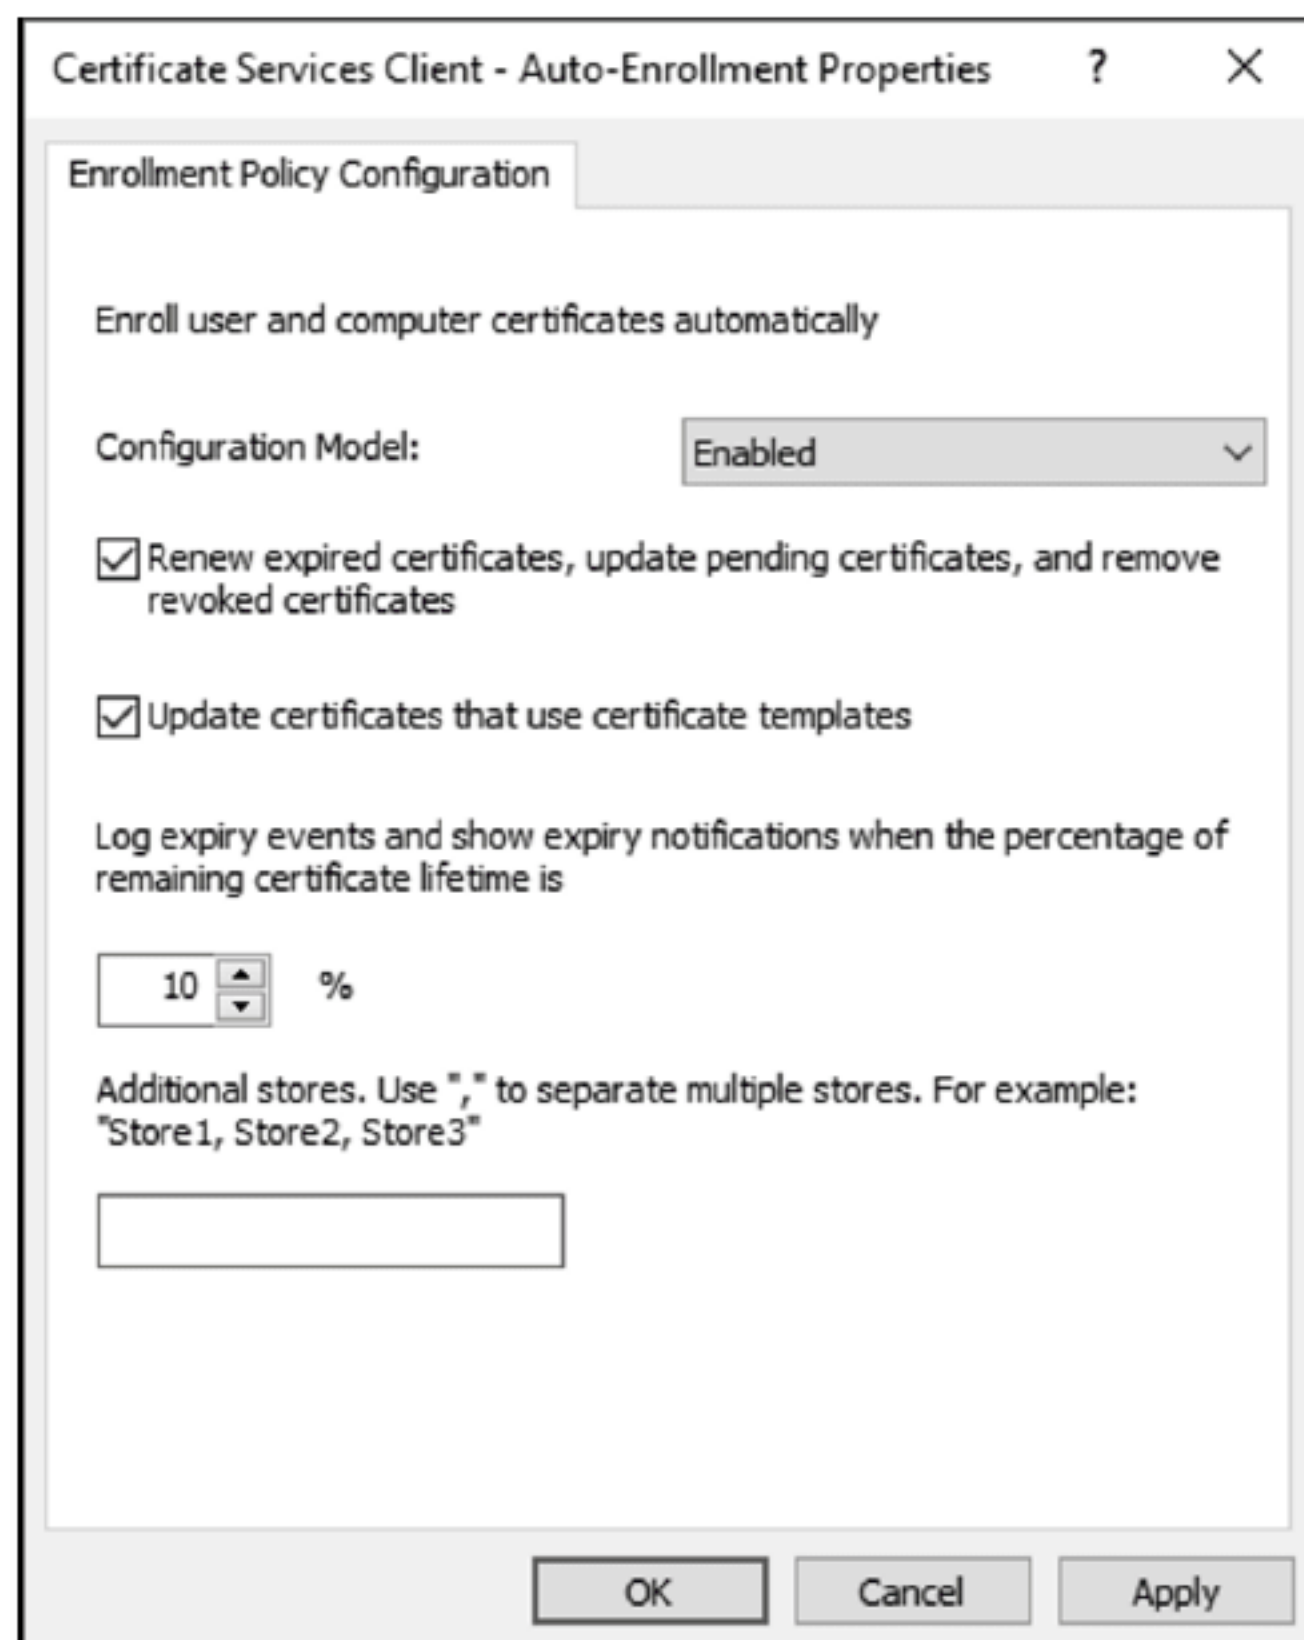 Certificate Services Client - Auto-Enrollment Properties ?
Enrollment Policy Configuration
Enroll user and computer certificates automatically
Configuration Model: Enabled
Renew expired certificates, update pending certificates, and remove
revoked certificates
Update certificates that use certificate templates
Log expiry events and show expiry notifications when the percentage of
remaining certificate lifetime is
10 %
Additional stores. Use "," to separate multiple stores. For example:
"Store1, Store2, Store3"
OK Cancel Apply